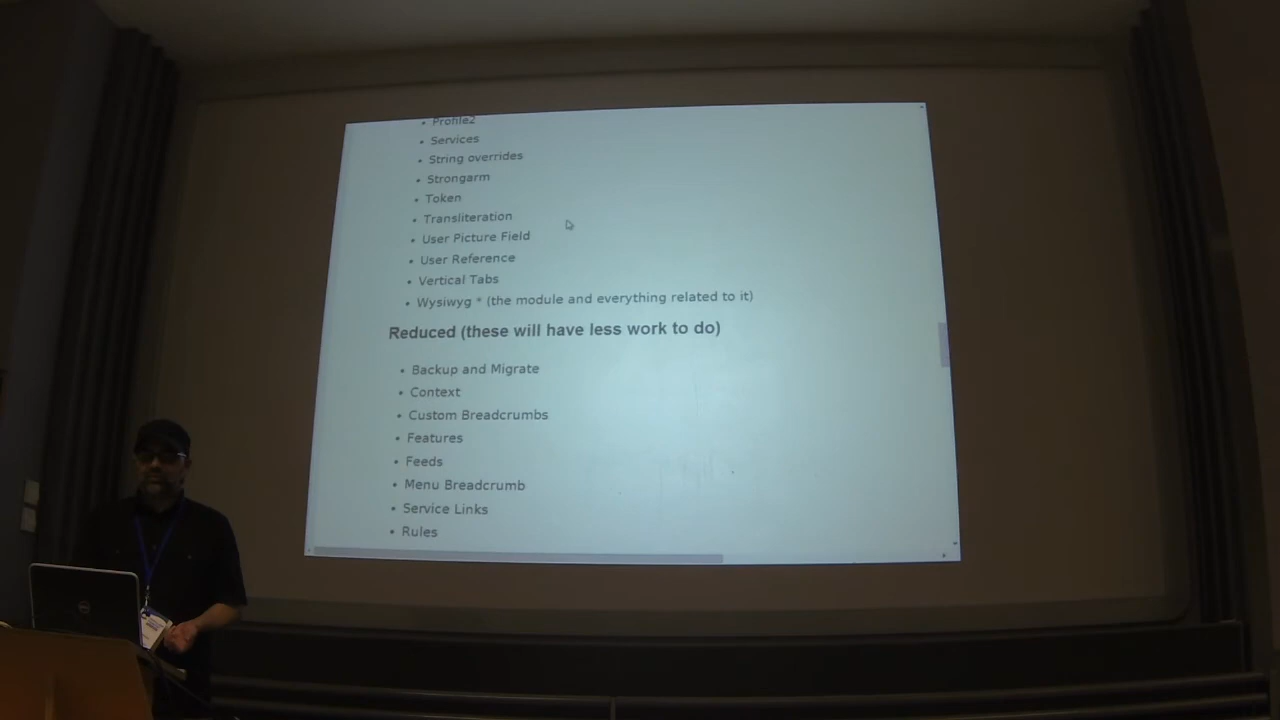 • Profile2
• Services
• String overrides
• Strongarm
• Token
• Transliteration
• User Picture Field
• User Reference
• Vertical Tabs
• Wysiwyg * (the module and everything related to it)
Reduced (these will have less work to do)
• Backup and Migrate
• Context
• Custom Breadcrumbs
• Features
• Feeds
• Menu Breadcrumb
• Service Links
• Rules